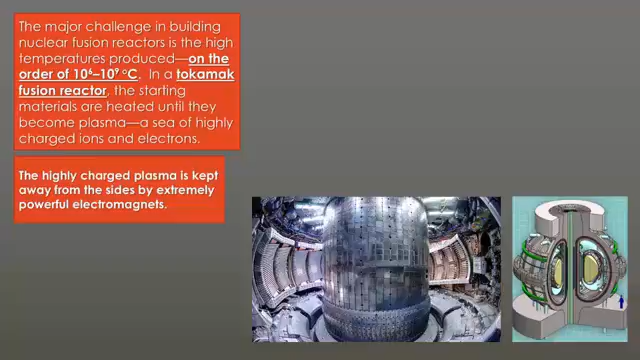 The major challenge in building
nuclear fusion reactors is the high
temperatures produced—on the
order of 10⁶–10⁹ °C. In a tokamak
fusion reactor, the starting
materials are heated until they
become plasma—a sea of highly
charged ions and electrons.
The highly charged plasma is kept
away from the sides by extremely
powerful electromagnets.